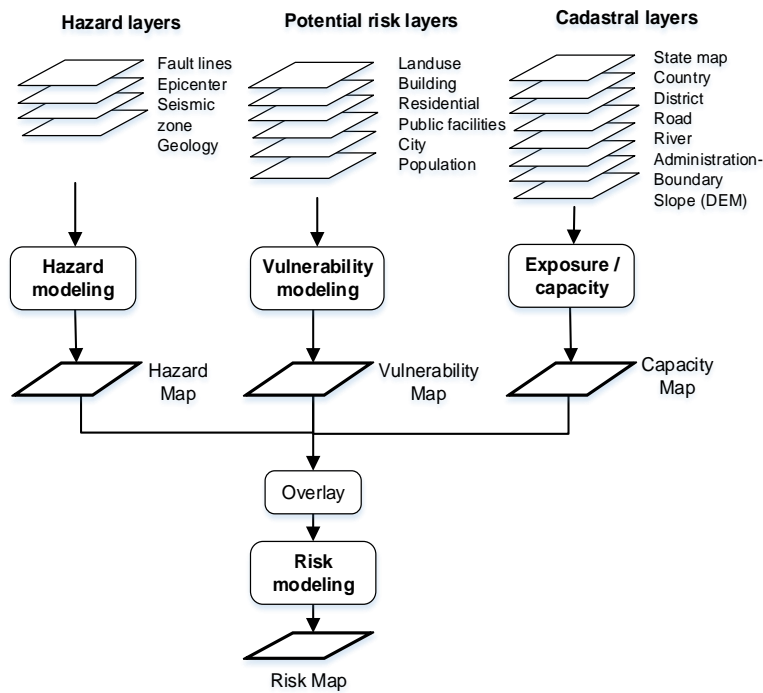 Hazard layers
Fault lines
Epicenter
Seismic
zone
Geology
Potential risk layers
Landuse
Building
Residential
Public facilities
City
Population
Cadastral layers
State map
Country
District
Road
River
Administration-
Boundary
Slope (DEM)
Hazard
modeling
Vulnerability
modeling
Exposure /
capacity
Hazard
Map
Vulnerability
Map
Capacity
Map
Overlay
Risk
modeling
Risk Map